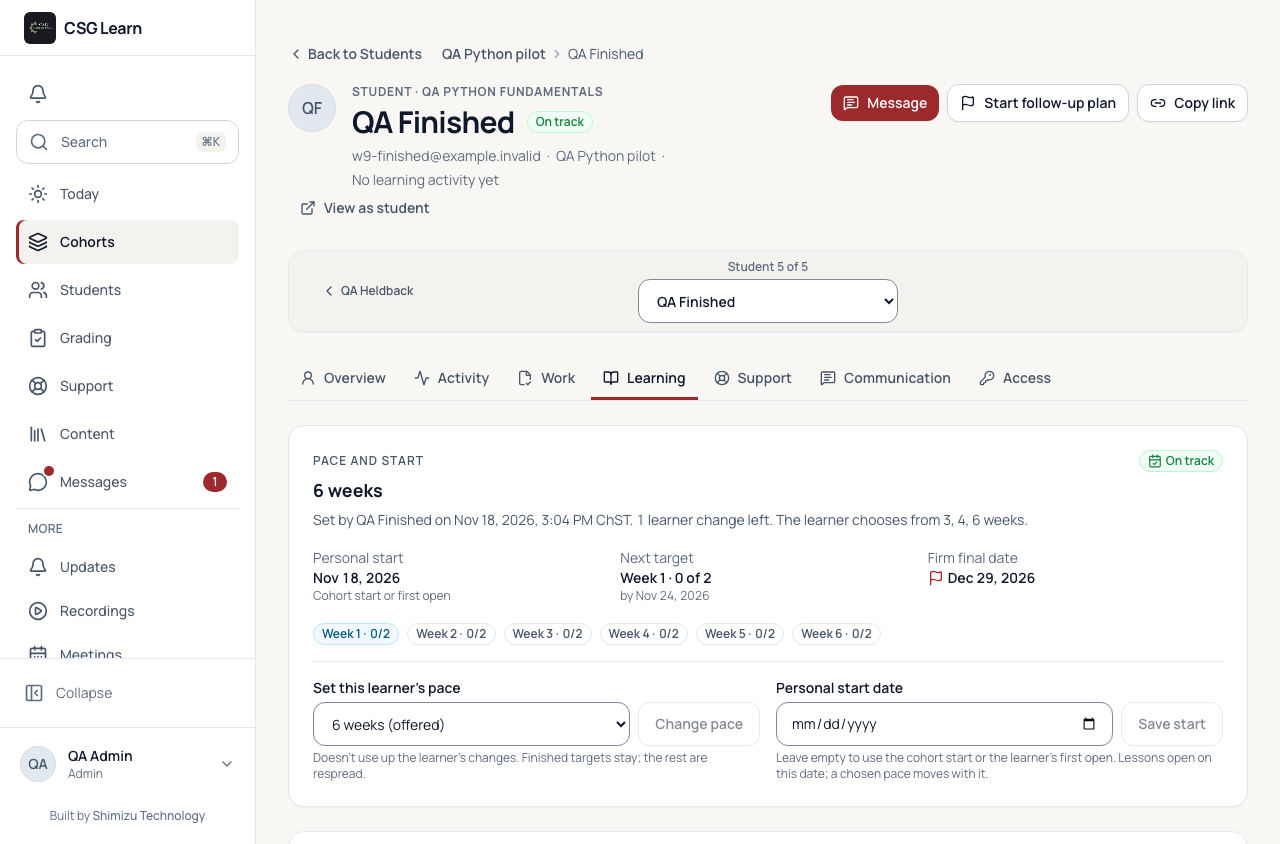 CSG Learn
Search ⌘K
Today
Cohorts
Students
Grading
Support
Content
Messages 1
MORE
Updates
Recordings
Meetings
Collapse
QA
QA Admin
Admin
Built by Shimizu Technology
Back to Students QA Python pilot QA Finished
QF
STUDENT · QA PYTHON FUNDAMENTALS
QA Finished On track
w9-finished@example.invalid · QA Python pilot ·
No learning activity yet
View as student
Message
Start follow-up plan
Copy link
QA Heldback
Student 5 of 5
QA Finished
Overview Activity Work Learning Support Communication Access
PACE AND START
On track
6 weeks
Set by QA Finished on Nov 18, 2026, 3:04 PM ChST. 1 learner change left. The learner chooses from 3, 4, 6 weeks.
Personal start
Nov 18, 2026
Cohort start or first open
Next target
Week 1 · 0 of 2
by Nov 24, 2026
Firm final date
Dec 29, 2026
Week 1 · 0/2 Week 2 · 0/2 Week 3 · 0/2 Week 4 · 0/2 Week 5 · 0/2 Week 6 · 0/2
Set this learner's pace
6 weeks (offered) Change pace
Doesn't use up the learner's changes. Finished targets stay; the rest are
respread.
Personal start date
mm/dd/yyyy Save start
Leave empty to use the cohort start or the learner's first open. Lessons open on
this date; a chosen pace moves with it.